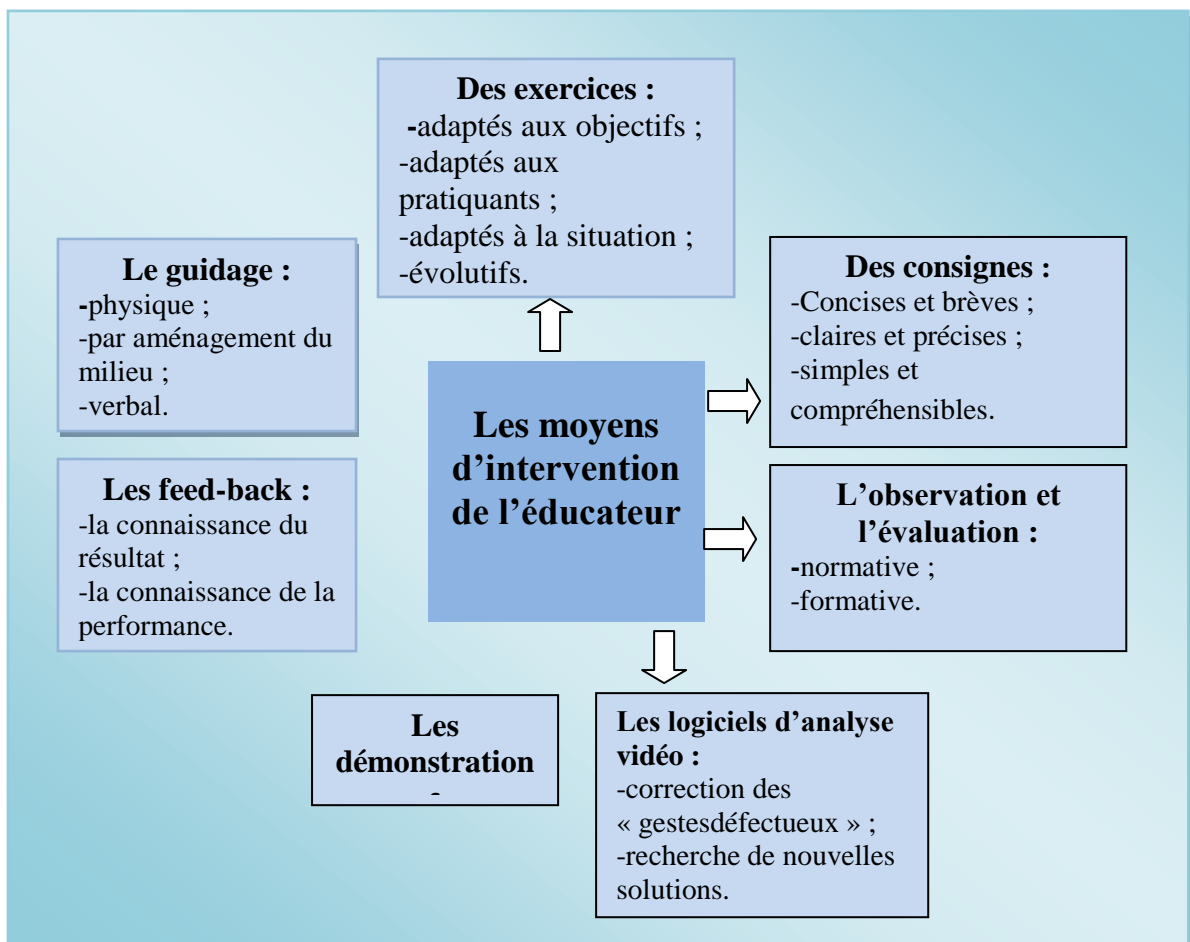 Des exercices :
-adaptés aux objectifs ;
-adaptés aux
pratiquants ;
-adaptés à la situation ;
-évolutifs.
Le guidage :
-physique ;
-par aménagement du
milieu ;
-verbal.
Des consignes :
-Concises et brèves ;
-claires et précises ;
-simples et
compréhensibles.
Les moyens
d’intervention
de l’éducateur
Les feed-back :
-la connaissance du
résultat ;
-la connaissance de la
performance.
L’observation et
l’évaluation :
-normative ;
-formative.
Les
démonstration
Les logiciels d’analyse
vidéo :
-correction des
« gestesdéfectueux » ;
-recherche de nouvelles
solutions.